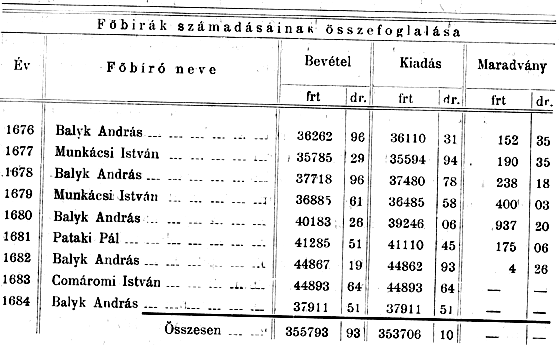 Főbírák számadásainak összefoglalása
Év Főbíró neve Bevétel Kiadás Maradvány
frt dr. frt dr. frt dr.
1676 Balyk András 36262 96 36110 31 152 35
1677 Munkácsi István 35785 29 35594 94 190 35
1678 Balyk András 37718 96 37480 78 238 18
1679 Munkácsi István 36885 61 36485 58 400 03
1680 Balyk András 40183 26 39246 06 937 20
1681 Pataki Pál 41285 51 41110 45 175 06
1682 Balyk András 44867 19 44862 93 4 26
1683 Comáromi István 44893 64 44893 64 — —
1684 Balyk András 37911 51 37911 51 — —
Összesen 355793 93 353706 10 — —